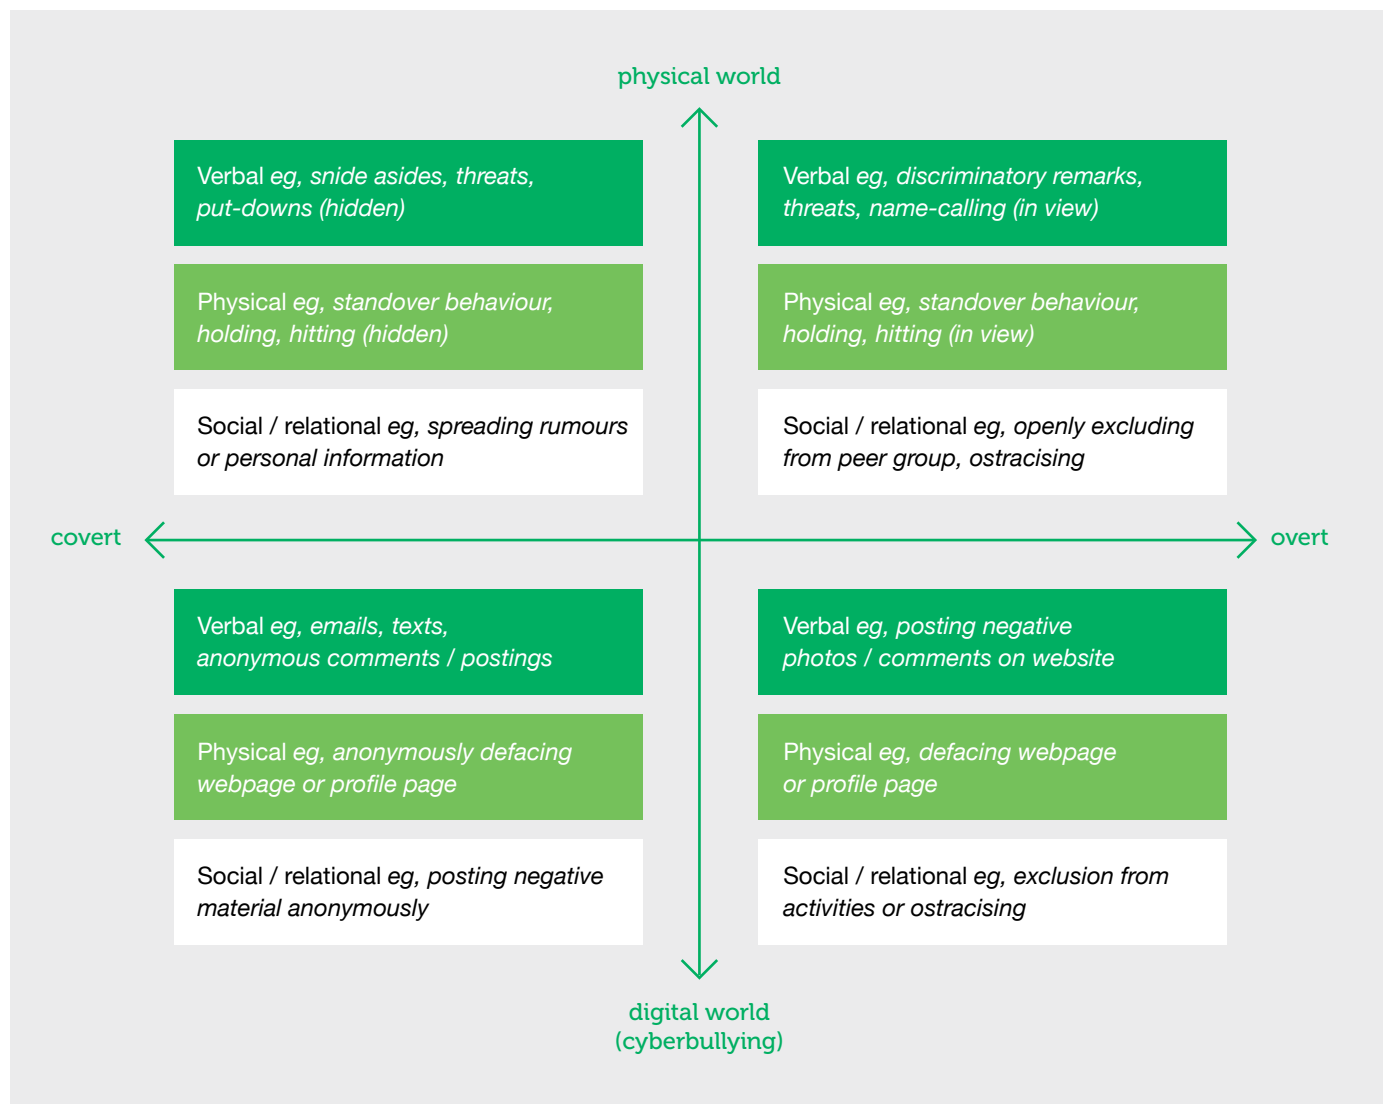 physical world
Verbal eg, snide asides, threats,
put-downs (hidden)
Verbal eg, discriminatory remarks,
threats, name-calling (in view)
Physical eg, standover behaviour,
holding, hitting (hidden)
Physical eg, standover behaviour,
holding, hitting (in view)
Social / relational eg, spreading rumours
or personal information
Social / relational eg, openly excluding
from peer group, ostracising
covert
overt
Verbal eg, emails, texts,
anonymous comments / postings
Verbal eg, posting negative
photos / comments on website
Physical eg, anonymously defacing
webpage or profile page
Physical eg, defacing webpage
or profile page
Social / relational eg, posting negative
material anonymously
Social / relational eg, exclusion from
activities or ostracising
digital world
(cyberbullying)